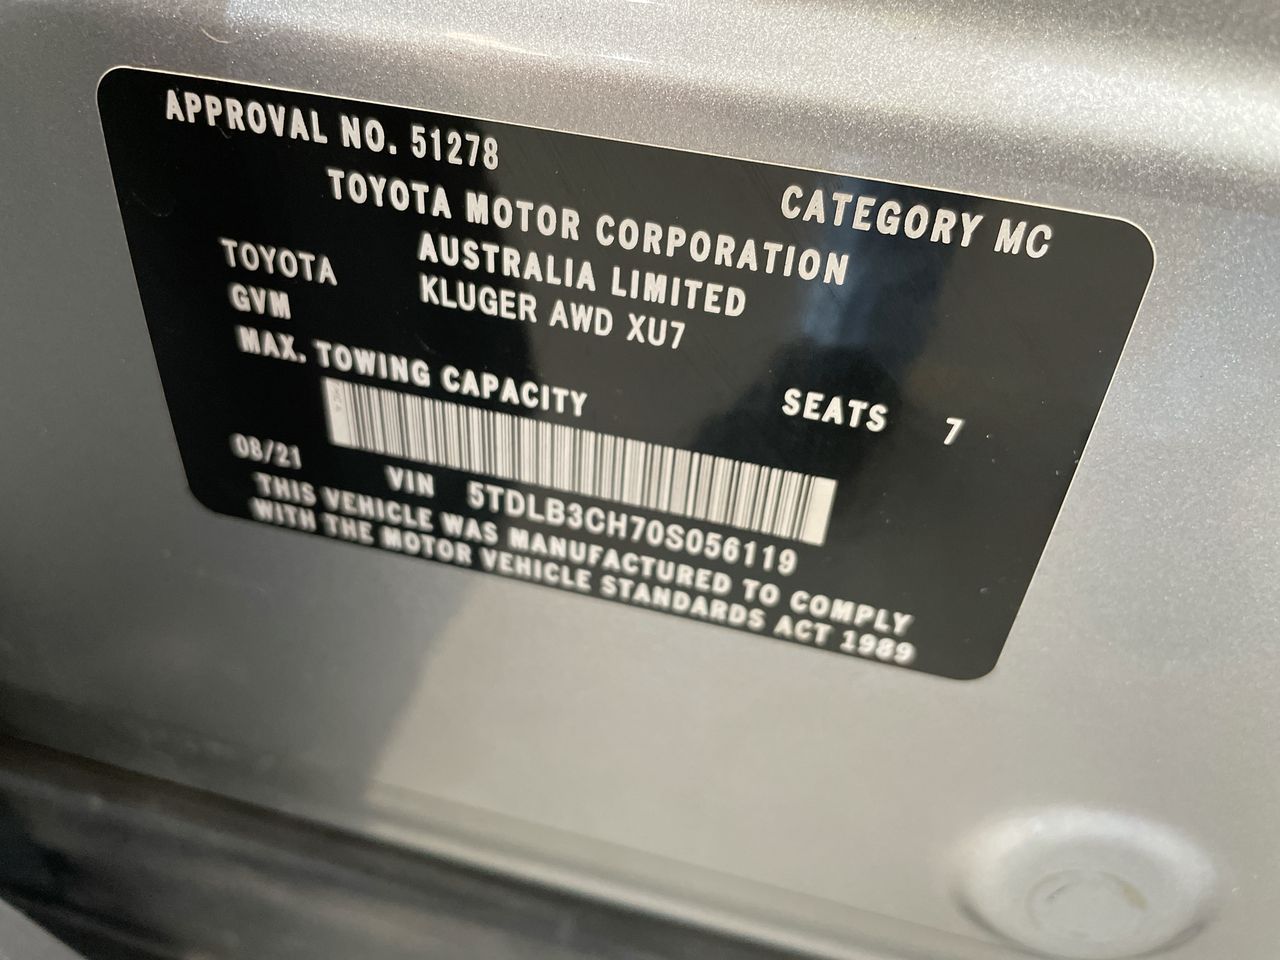 APPROVAL NO. 51278
CATEGORY MC
TOYOTA MOTOR CORPORATION
AUSTRALIA LIMITED
TOYOTA KLUGER AWD XU7
GVM
MAX. TOWING CAPACITY
SEATS 7
08/21
VIN 5TDLB3CH70S056119
THIS VEHICLE WAS MANUFACTURED TO COMPLY
WITH THE MOTOR VEHICLE STANDARDS ACT 1989